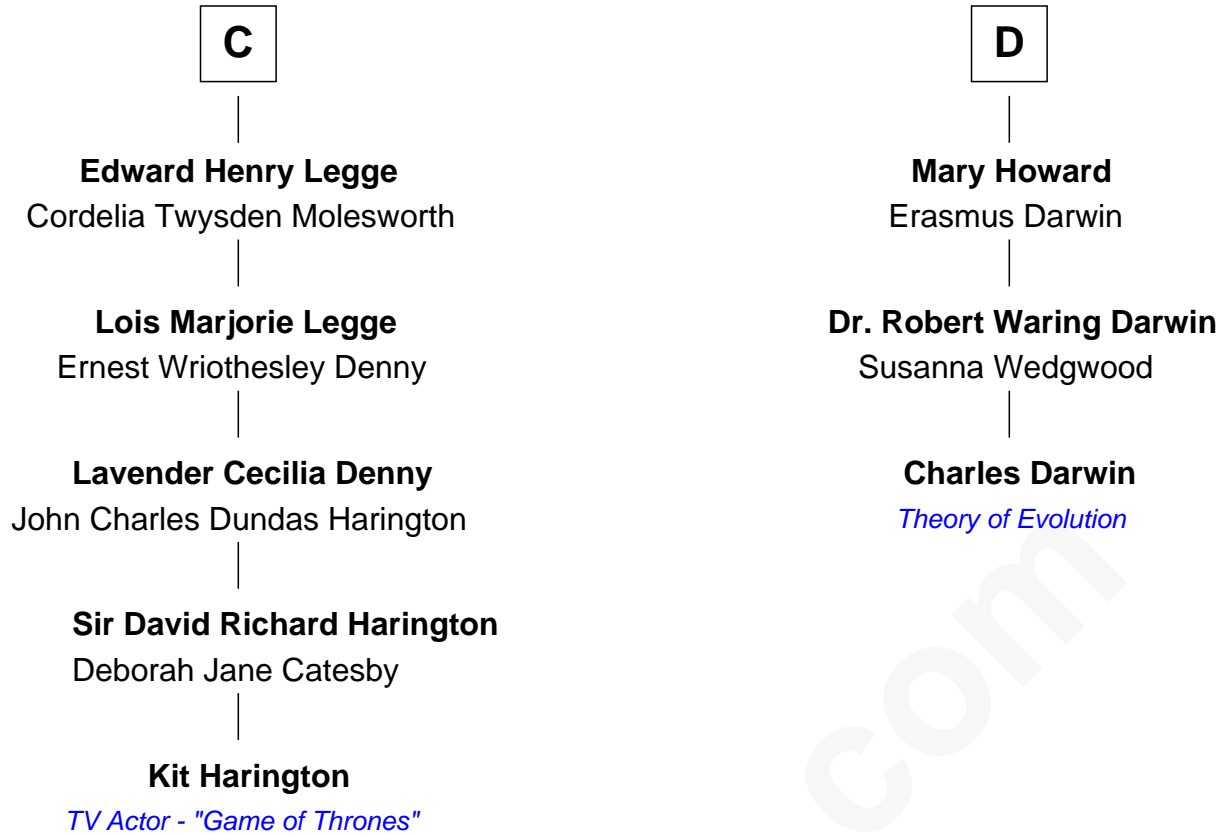 C
Edward Henry Legge
Cordelia Twysden Molesworth
Lois Marjorie Legge
Ernest Wriothesley Denny
Lavender Cecilia Denny
John Charles Dundas Harington
Sir David Richard Harington
Deborah Jane Catesby
Kit Harington
TV Actor - "Game of Thrones"
D
Mary Howard
Erasmus Darwin
Dr. Robert Waring Darwin
Susanna Wedgwood
Charles Darwin
Theory of Evolution
com